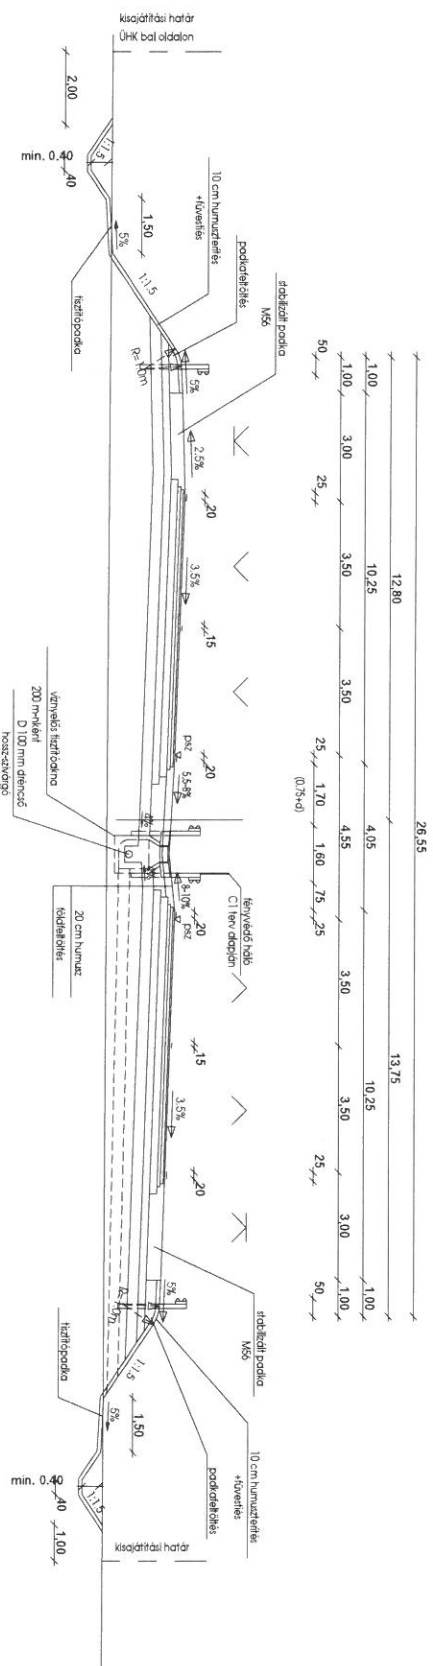 kisajátítási határ
ÜHK bal oldalon
2,00
1:1.5
min. 0.40
40
1,50
5%
tisztítópadka
10 cm humuszterítés
+füvesítés
1:1.5
padkafeltöltés
stabilizált padka
M56
R=1.0m
5%
2.5%
50
1,00
1,00
3,00
25
20
3,50
3.5%
10,25
12,80
15
3,50
25
20
psz
5,5-8%
1,70
(0.75+d)
4,55
4,05
26,55
d%
víznyelős tisztítóakna
200 m-nként
D 100 mm dréncső
hossz-szivárgó
1,60
75
8-10%
fényvédő háló
C1 terv alapján
20 cm humusz
földfeltöltés
psz
20
25
3,50
13,75
15
3.5%
3,50
10,25
25
20
3,00
stabilizált padka
M56
5%
50
1,00
1,00
1:1.5
10 cm humuszterítés
+füvesítés
padkafeltöltés
tisztítópadka
5%
1,50
1:1.5
min. 0.40
40
1,00
kisajátítási határ